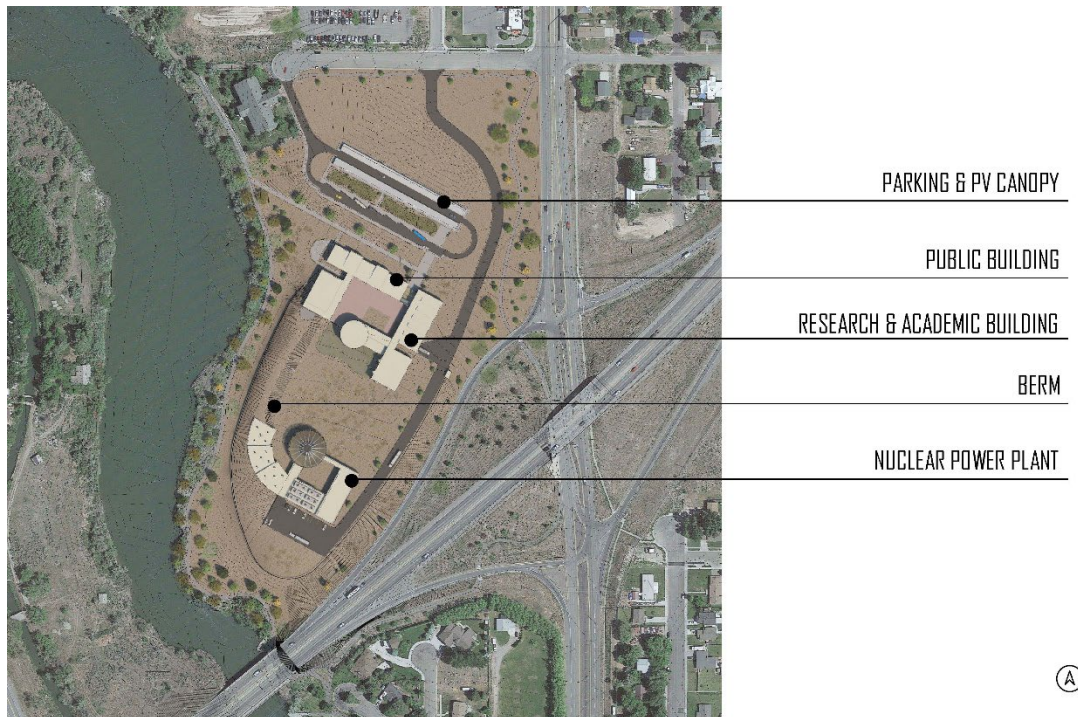 PARKING & PV CANOPY
PUBLIC BUILDING
RESEARCH & ACADEMIC BUILDING
BERM
NUCLEAR POWER PLANT